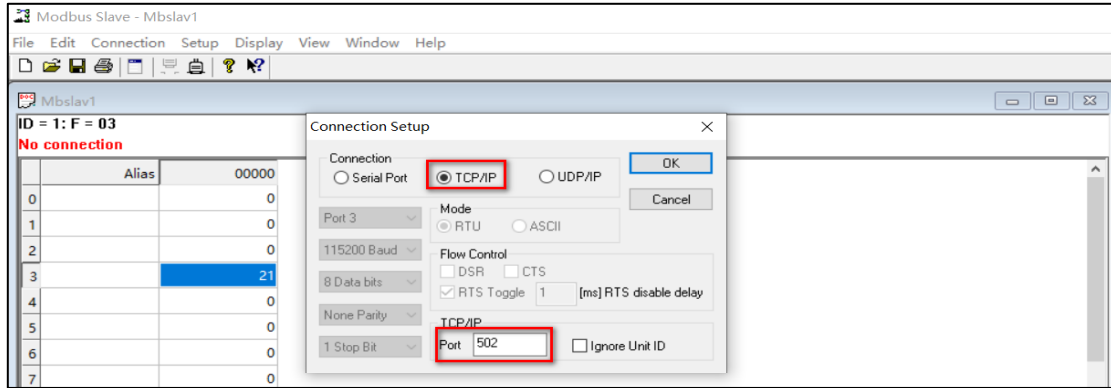 Modbus Slave - Mbslav1
File Edit Connection Setup Display View Window Help
Mbslav1
ID = 1: F = 03
No connection
Alias 00000
0 0
1 0
2 0
3 21
4 0
5 0
6 0
7 0
Connection Setup
Connection
Serial Port TCP/IP UDP/IP
OK
Cancel
Port 3
115200 Baud
8 Data bits
None Parity
1 Stop Bit
Mode
RTU ASCII
Flow Control
DSR CTS
RTS Toggle 1 [ms] RTS disable delay
TCP/IP
Port 502 Ignore Unit ID